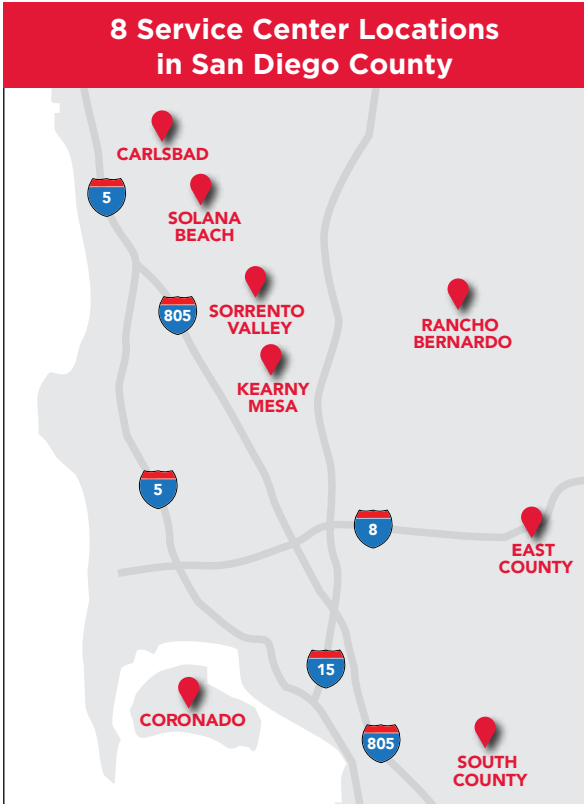 8 Service Center Locations
in San Diego County
CARLSBAD
5
SOLANA
BEACH
805
SORRENTO
VALLEY
RANCHO
BERNARDO
KEARNY
MESA
5
8
EAST
COUNTY
15
CORONADO
805
SOUTH
COUNTY